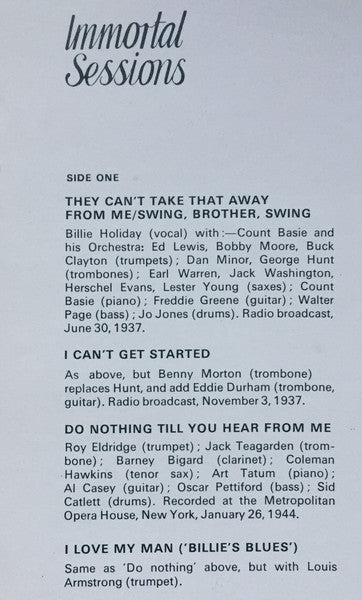 Immortal
Sessions
SIDE ONE
THEY CAN'T TAKE THAT AWAY
FROM ME/SWING, BROTHER, SWING
Billie Holiday (vocal) with:—Count Basie and
his Orchestra: Ed Lewis, Bobby Moore, Buck
Clayton (trumpets); Dan Minor, George Hunt
(trombones); Earl Warren, Jack Washington,
Herschel Evans, Lester Young (saxes); Count
Basie (piano); Freddie Greene (guitar); Walter
Page (bass); Jo Jones (drums). Radio broadcast,
June 30, 1937.
I CAN'T GET STARTED
As above, but Benny Morton (trombone)
replaces Hunt, and add Eddie Durham (trombone,
guitar). Radio broadcast, November 3, 1937.
DO NOTHING TILL YOU HEAR FROM ME
Roy Eldridge (trumpet); Jack Teagarden (trom-
bone); Barney Bigard (clarinet); Coleman
Hawkins (tenor sax); Art Tatum (piano);
Al Casey (guitar); Oscar Pettiford (bass); Sid
Catlett (drums). Recorded at the Metropolitan
Opera House, New York, January 26, 1944.
I LOVE MY MAN ('BILLIE'S BLUES')
Same as 'Do nothing' above, but with Louis
Armstrong (trumpet).